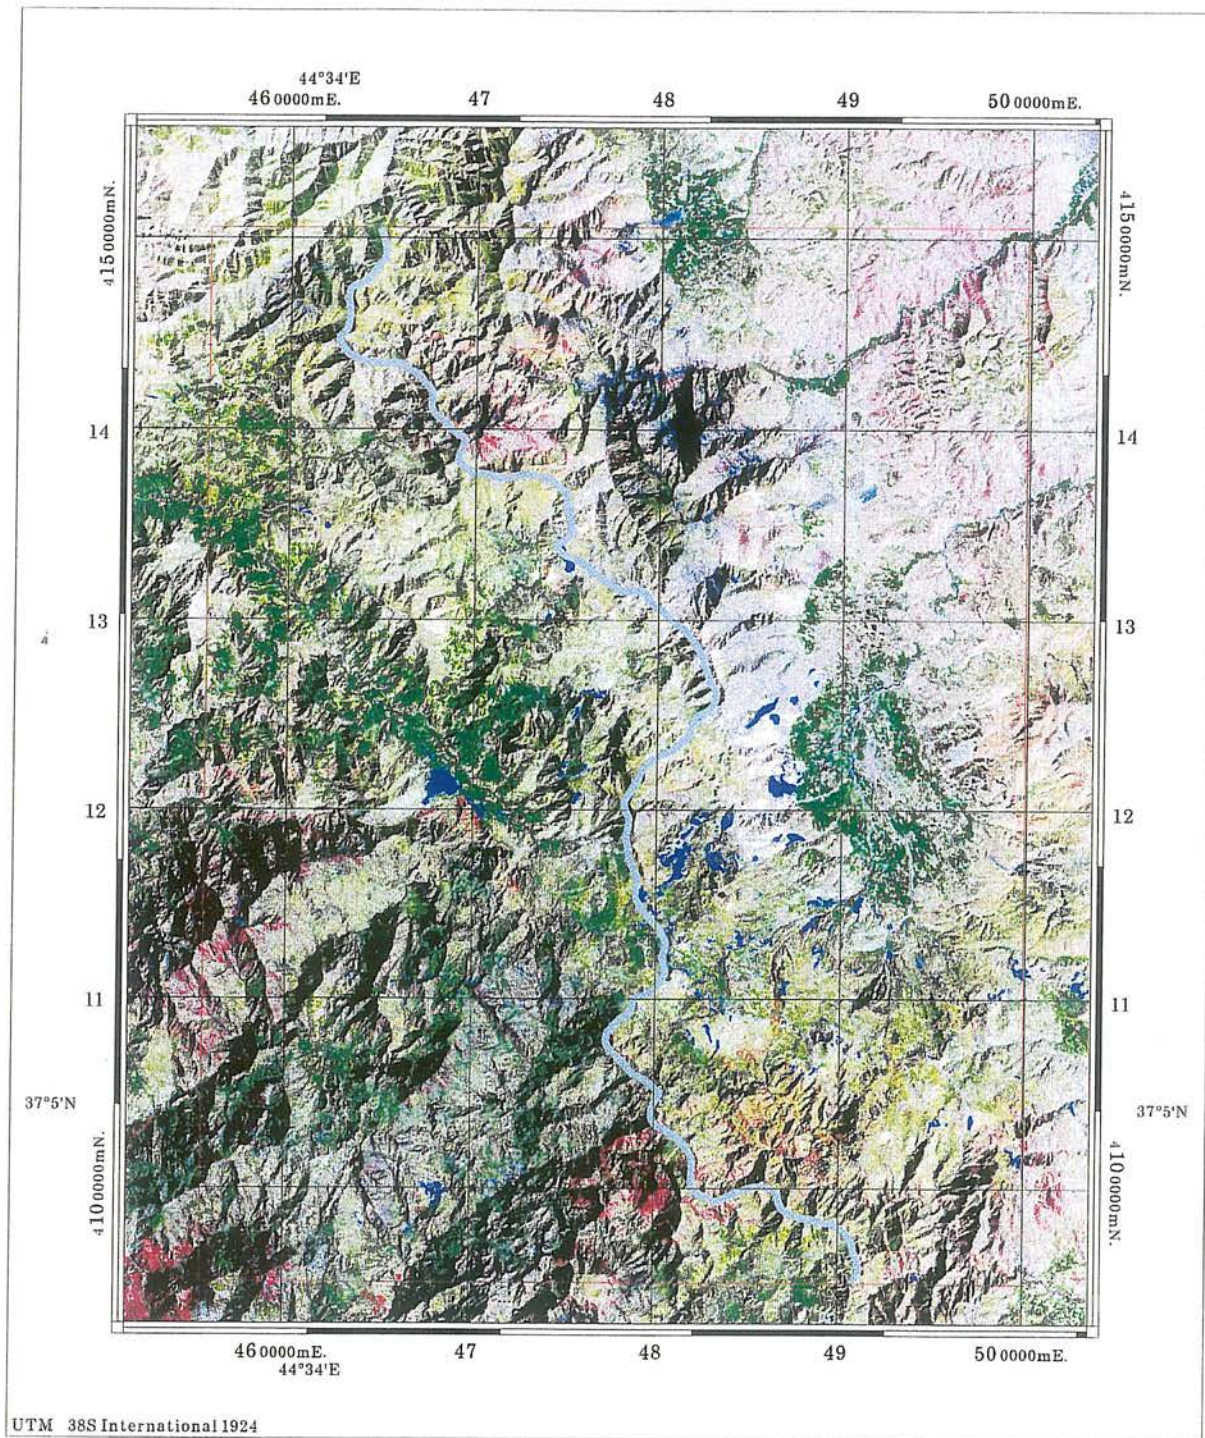 44°34'E
46 0000mE. 47 48 49 50 0000mE.
415 0000mN. 415 0000mN.
14 14
13 13
12 12
11 11
37°5'N 37°5'N
410 0000mN. 410 0000mN.
46 0000mE. 47 48 49 50 0000mE.
44°34'E
UTM 38S International 1924